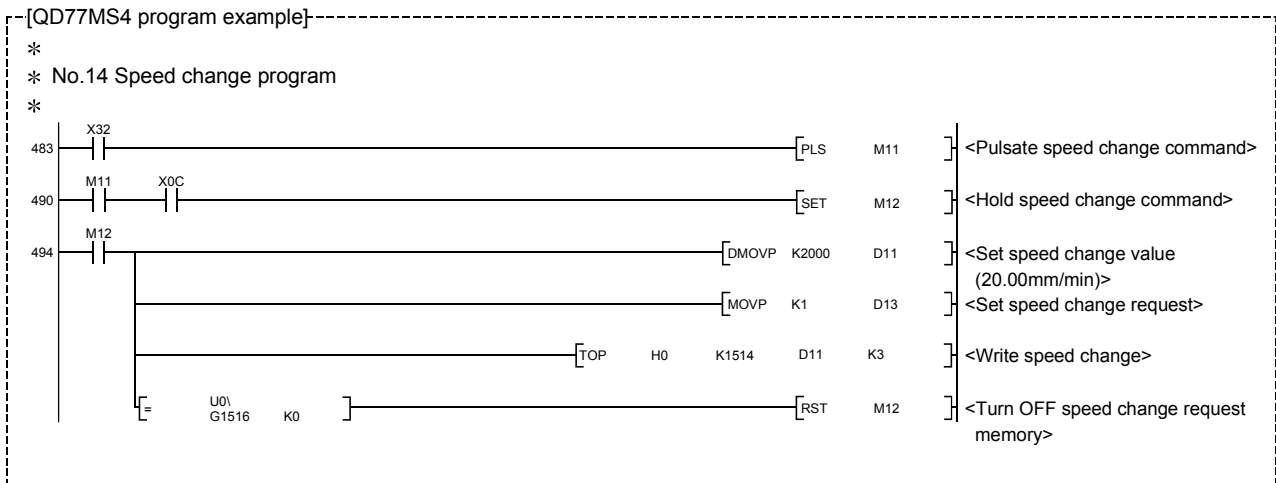 [QD77MS4 program example]
*
* No.14 Speed change program
*
X32
483 PLS M11 <Pulsate speed change command>
M11 X0C
490 SET M12 <Hold speed change command>
M12
494 DMOVP K2000 D11 <Set speed change value
(20.00mm/min)>
MOVP K1 D13 <Set speed change request>
TOP H0 K1514 D11 K3 <Write speed change>
= U0\
G1516 K0 RST M12 <Turn OFF speed change request
memory>